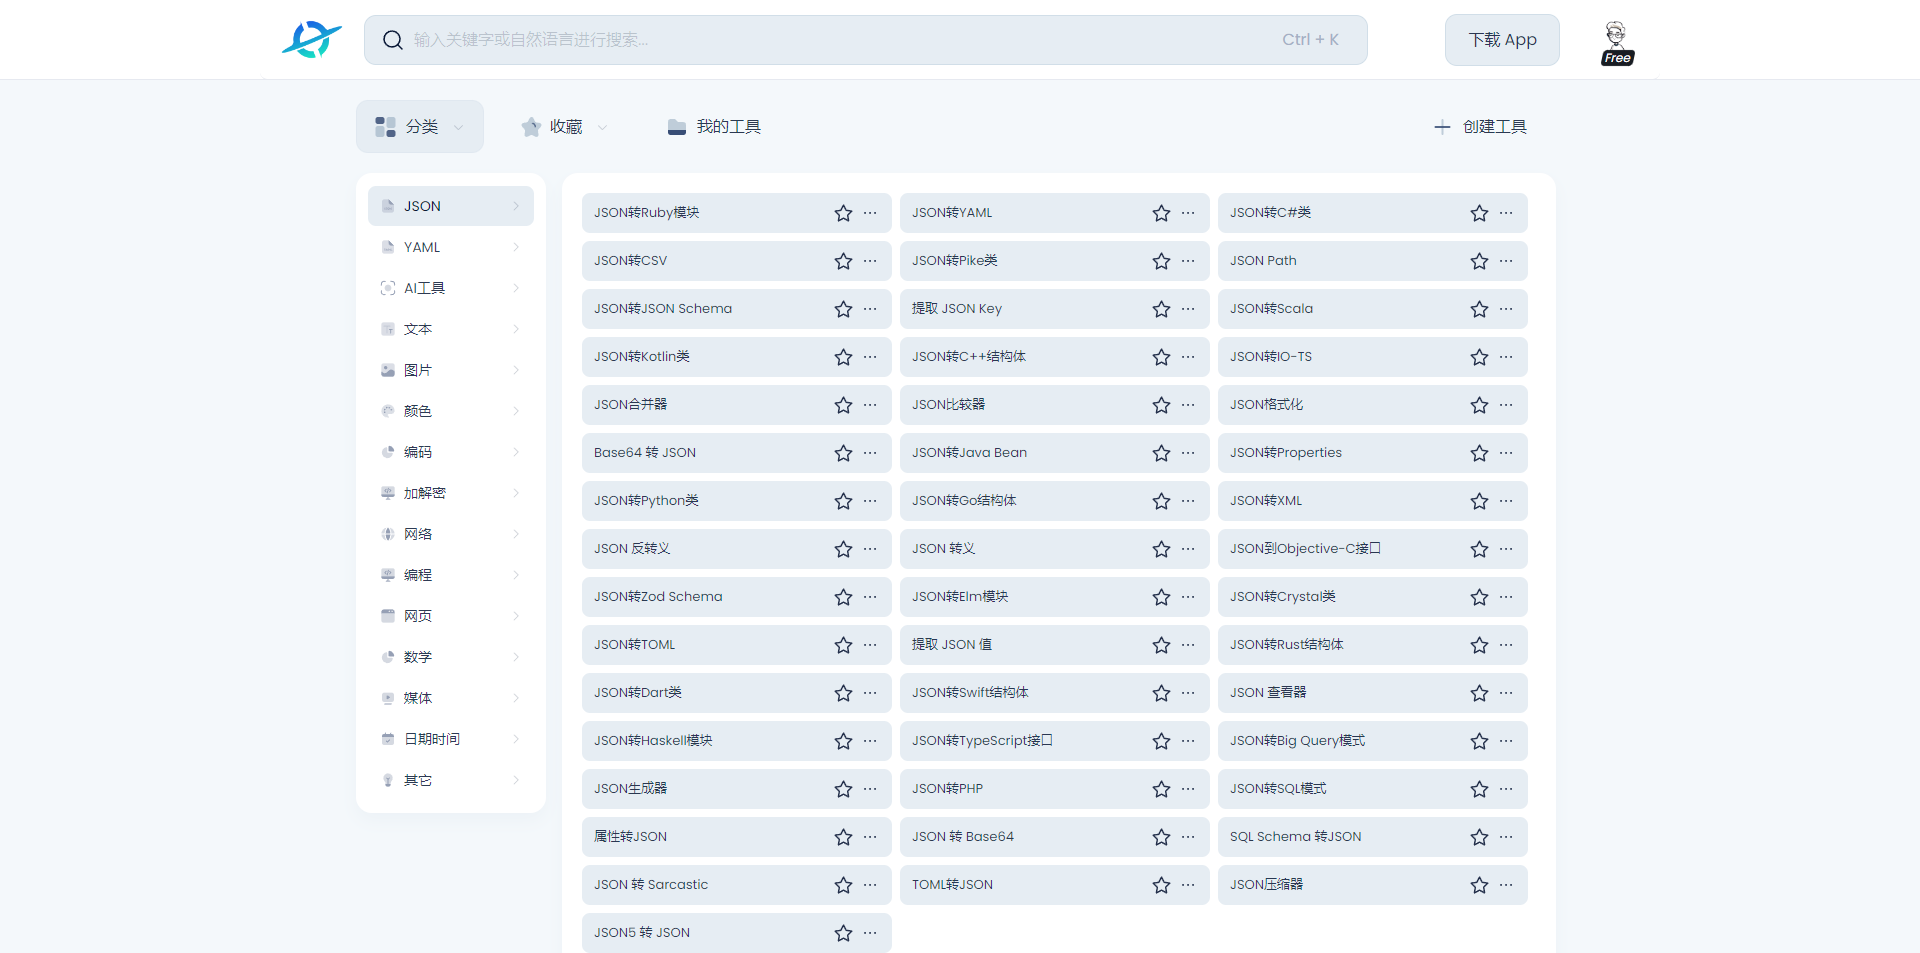 输入关键字或自然语言进行搜索...
Ctrl + K
下载 App
Free
分类
收藏
我的工具
创建工具
JSON
YAML
AI工具
文本
图片
颜色
编码
加解密
网络
编程
网页
数学
媒体
日期时间
其它
JSON转Ruby模块
JSON转YAML
JSON转C#类
JSON转CSV
JSON转Pike类
JSON Path
JSON转JSON Schema
提取 JSON Key
JSON转Scala
JSON转Kotlin类
JSON转C++结构体
JSON转IO-TS
JSON合并器
JSON比较器
JSON格式化
Base64 转 JSON
JSON转Java Bean
JSON转Properties
JSON转Python类
JSON转Go结构体
JSON转XML
JSON 反转义
JSON 转义
JSON到Objective-C接口
JSON转Zod Schema
JSON转Elm模块
JSON转Crystal类
JSON转TOML
提取 JSON 值
JSON转Rust结构体
JSON转Dart类
JSON转Swift结构体
JSON 查看器
JSON转Haskell模块
JSON转TypeScript接口
JSON转Big Query模式
JSON生成器
JSON转PHP
JSON转SQL模式
属性转JSON
JSON 转 Base64
SQL Schema 转JSON
JSON 转 Sarcastic
TOML转JSON
JSON压缩器
JSON5 转 JSON